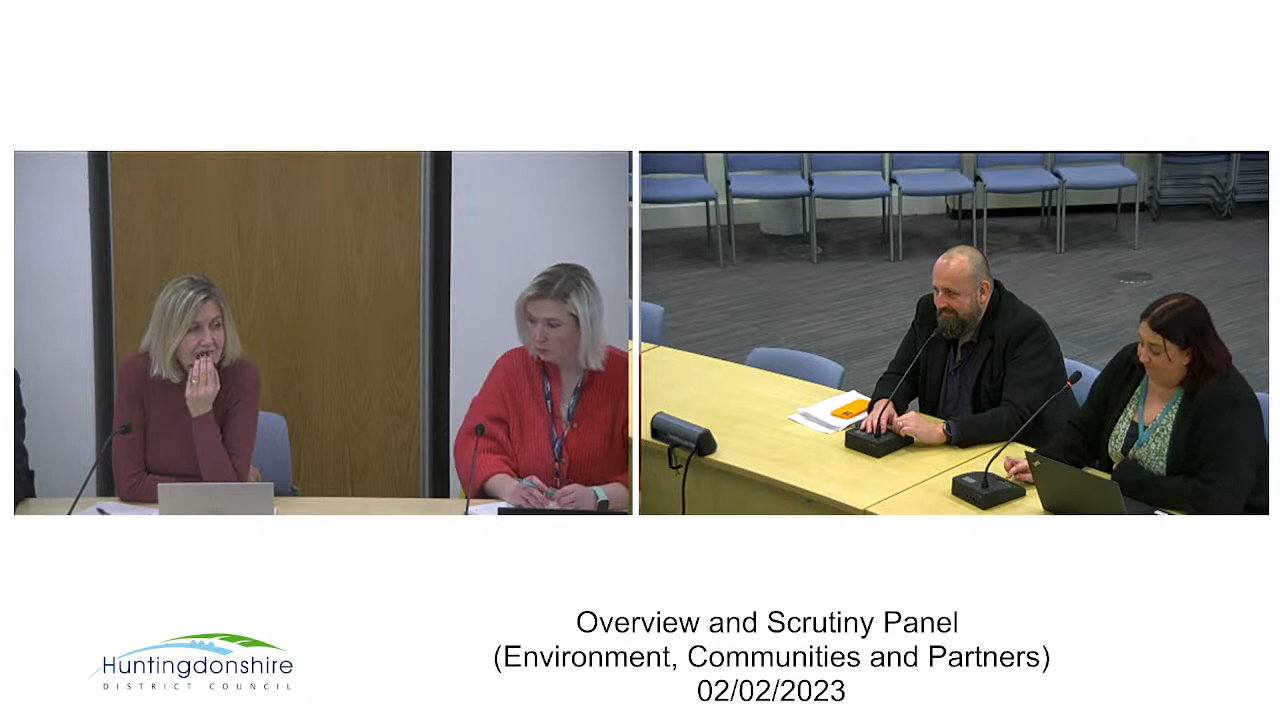 Overview and Scrutiny Panel
(Environment, Communities and Partners)
02/02/2023
Huntingdonshire
DISTRICT COUNCIL